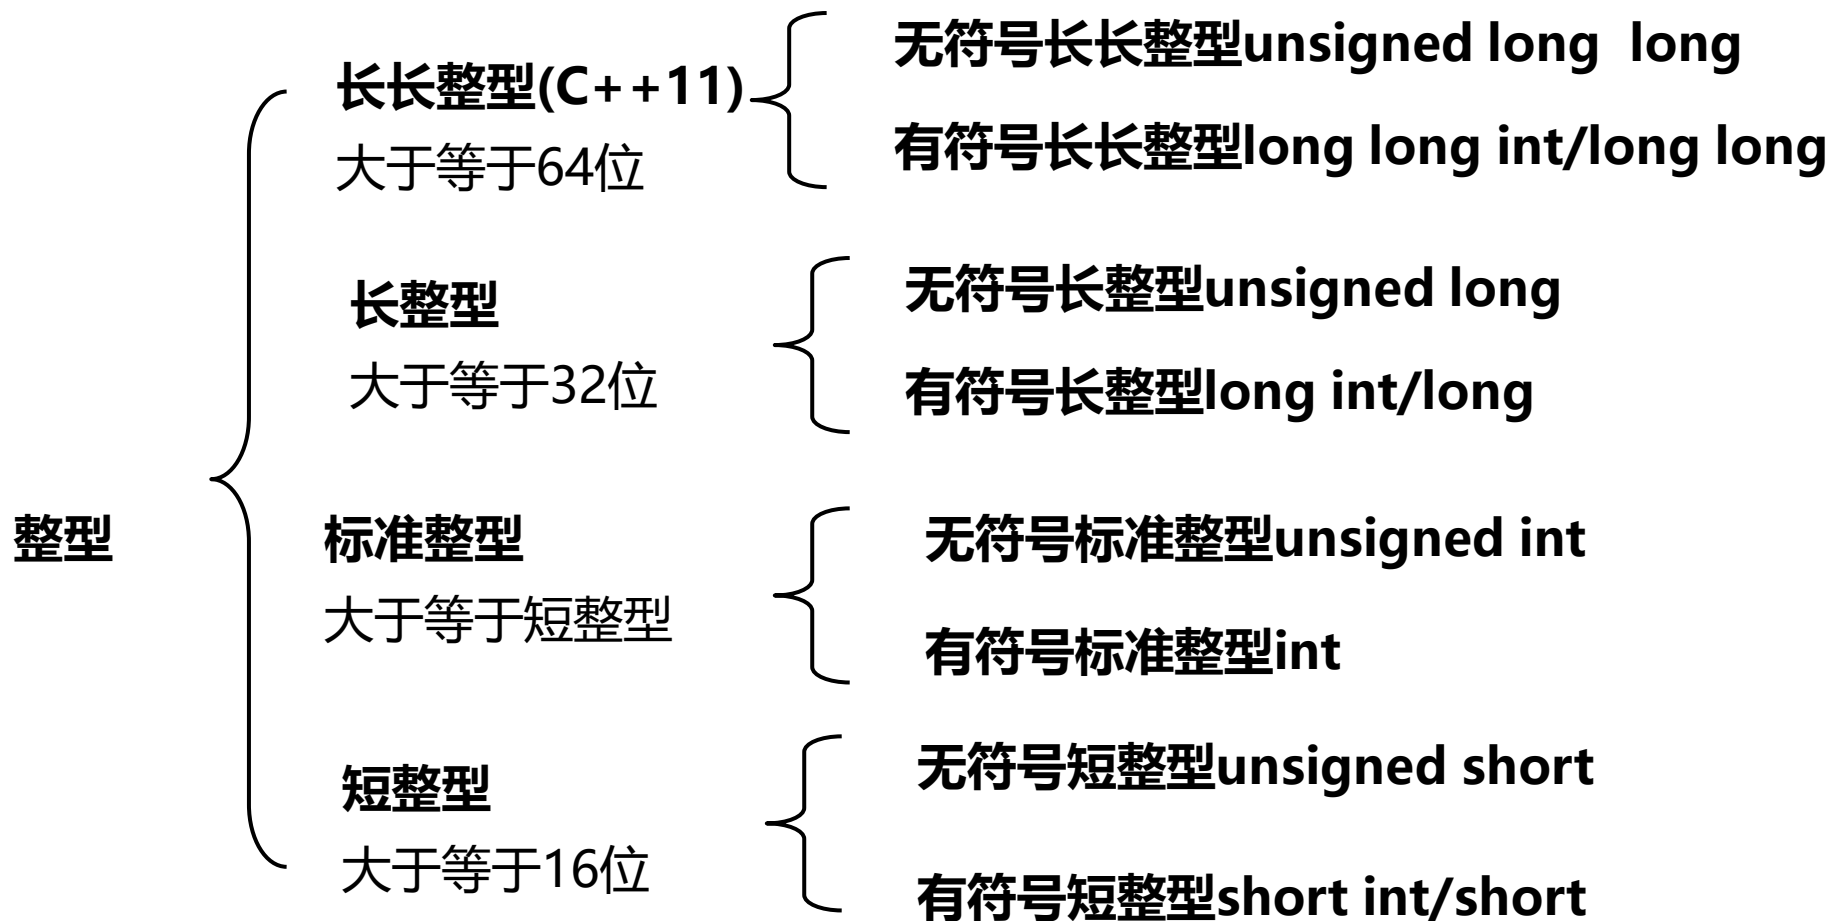 整型
长长整型(C++11)
大于等于64位
无符号长长整型unsigned long  long
有符号长长整型long long int/long long
长整型
大于等于32位
无符号长整型unsigned long
有符号长整型long int/long
标准整型
大于等于短整型
无符号标准整型unsigned int
有符号标准整型int
短整型
大于等于16位
无符号短整型unsigned short
有符号短整型short int/short